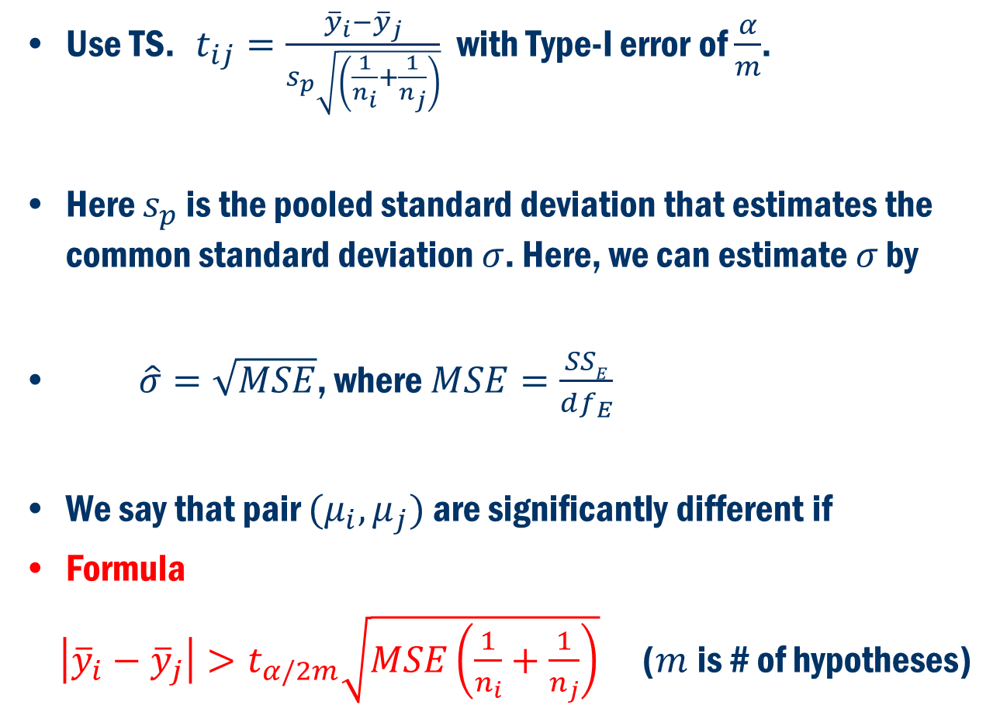 • Use TS. $t_{ij} = \frac{\bar{y}_i - \bar{y}_j}{s_p\sqrt{\left(\frac{1}{n_i}+\frac{1}{n_j}\right)}}$ with Type-I error of $\frac{\alpha}{m}$.
• Here $s_p$ is the pooled standard deviation that estimates the
common standard deviation $\sigma$. Here, we can estimate $\sigma$ by
• $\hat{\sigma} = \sqrt{MSE}$, where $MSE = \frac{SS_E}{df_E}$
• We say that pair $(\mu_i, \mu_j)$ are significantly different if
• Formula
$|\bar{y}_i - \bar{y}_j| > t_{\alpha/2m}\sqrt{MSE\left(\frac{1}{n_i}+\frac{1}{n_j}\right)}$ ($m$ is # of hypotheses)